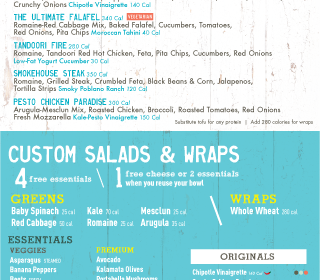 Crunchy Onions Chipotle Vinaigrette 140 Cal
THE ULTIMATE FALAFEL 340 Cal VEGETARIAN
Romaine-Red Cabbage Mix, Baked Falafel, Cucumbers, Tomatoes,
Red Onions, Pita Chips Moroccan Tahini 40 Cal
TANDOORI FIRE 280 Cal
Romaine, Tandoori Red Hot Chicken, Feta, Pita Chips, Cucumbers, Red Onions
Low-Fat Yogurt Cucumber 30 Cal
SMOKEHOUSE STEAK 350 Cal
Romaine, Grilled Steak, Crumbled Feta, Black Beans & Corn, Jalapenos,
Tortilla Strips Smoky Poblano Ranch 120 Cal
PESTO CHICKEN PARADISE 300 Cal
Arugula-Mesclun Mix, Roasted Chicken, Broccoli, Roasted Tomatoes, Red Onions
Fresh Mozzarella Kale-Pesto Vinaigrette 150 Cal
Substitute tofu for any protein | Add 280 calories for wraps
CUSTOM SALADS & WRAPS
4 free essentials
1 free cheese or 2 essentials
when you reuse your bowl
GREENS
Baby Spinach 25 cal Kale 70 cal Mesclun 25 cal
Red Cabbage 50 cal Romaine 25 cal Arugula 35 cal
WRAPS
Whole Wheat 280 cal
ESSENTIALS
VEGGIES
Asparagus
Banana Peppers
Beets
PREMIUM
Avocado
Kalamata Olives
Portabella Mushrooms
ORIGINALS
Chipotle Vinaigrette